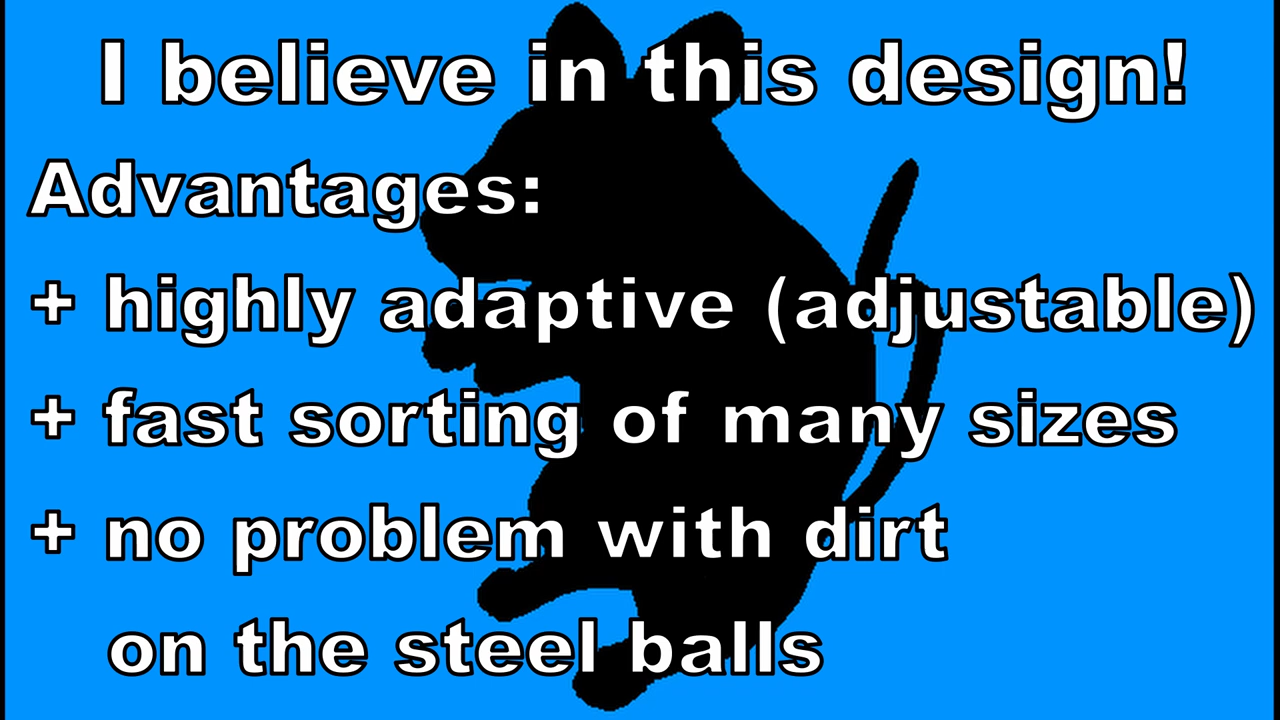 I believe in this design!
Advantages:
+ highly adaptive (adjustable)
+ fast sorting of many sizes
+ no problem with dirt
on the steel balls